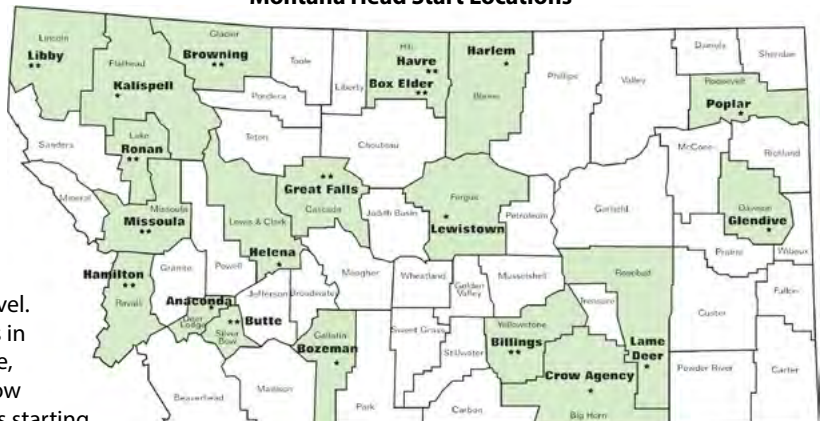 Montana Head Start Locations
Lincoln
Libby
Flathead
Kalispell
Glacier
Browning
Toole
Pondera
Liberty
Hill
Havre
Box Elder
Harlem
Blaine
Phillips
Valley
Daniels
Sheridan
Roosevelt
Poplar
Sanders
Lake
Ronan
Teton
Chouteau
McCone
Richland
Mineral
Missoula
Missoula
Lewis & Clark
Great Falls
Cascade
Judith Basin
Fergus
Lewistown
Petroleum
Garfield
Dawson
Glendive
Prairie
Wibaux
Helena
Powell
Granite
Hamilton
Ravalli
Anaconda
Deer
Lodge
Silver
Bow
Butte
Jefferson
Broadwater
Meagher
Wheatland
Golden
Valley
Musselshell
Rosebud
Treasure
Custer
Fallon
Gallatin
Bozeman
Sweet Grass
Stillwater
Yellowstone
Billings
Lame
Deer
Crow Agency
Big Horn
Powder River
Carter
Beaverhead
Madison
Park
Carbon
vel.
s in
e,
ow
s starting